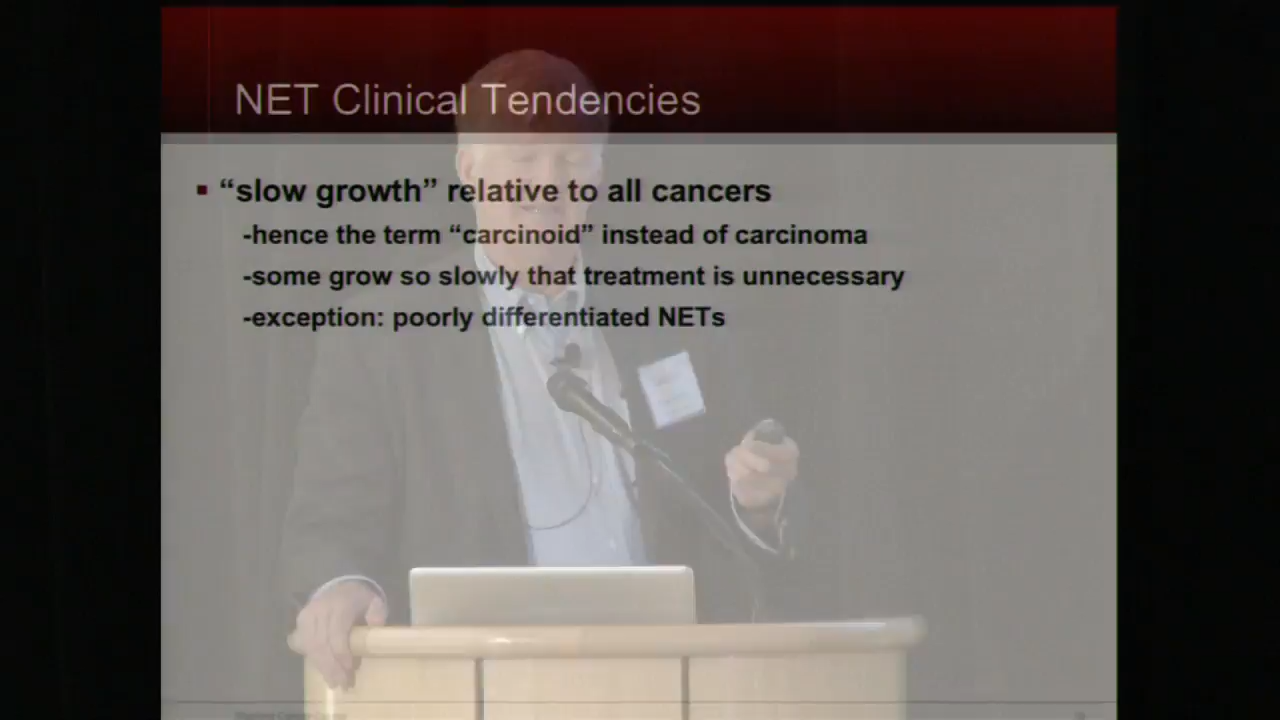 NET Clinical Tendencies
▪ “slow growth” relative to all cancers
-hence the term “carcinoid” instead of carcinoma
-some grow so slowly that treatment is unnecessary
-exception: poorly differentiated NETs